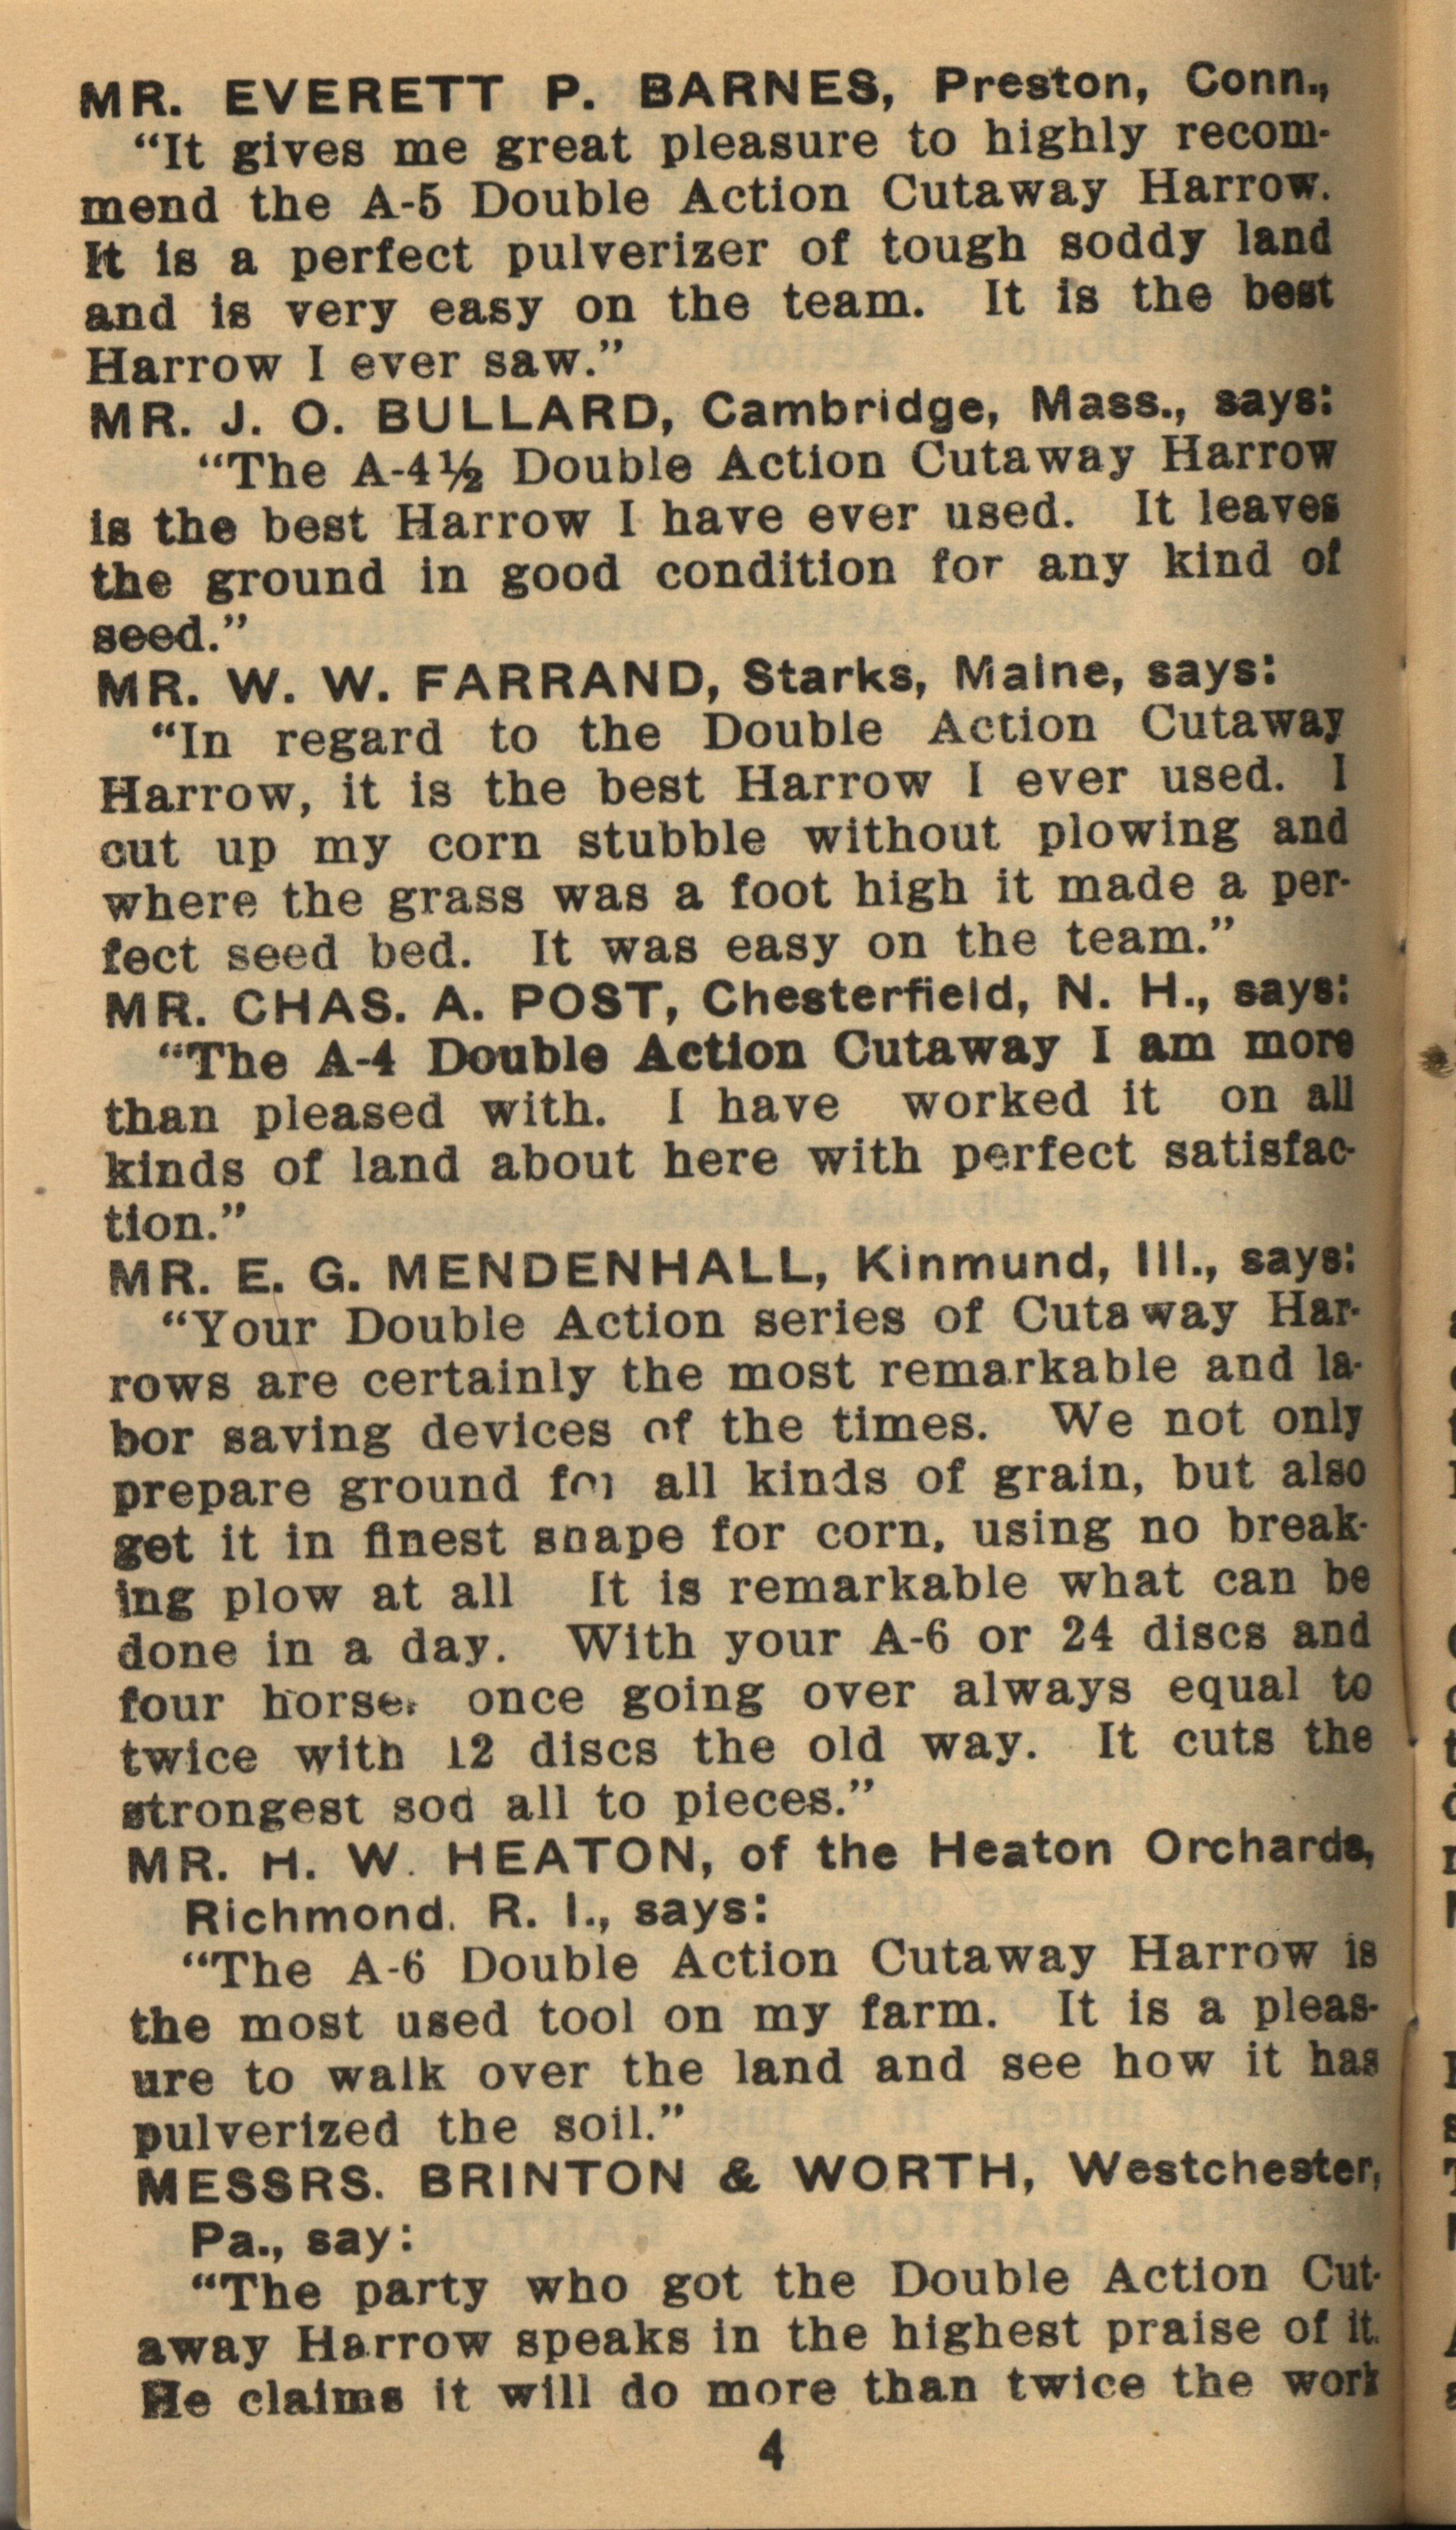 MR. EVERETT P. BARNES, Preston, Conn.,
“It gives me great pleasure to highly recom-
mend the A-5 Double Action Cutaway Harrow.
It is a perfect pulverizer of tough soddy land
and is very easy on the team. It is the best
Harrow I ever saw.”
MR. J. O. BULLARD, Cambridge, Mass., says:
“The A-4½ Double Action Cutaway Harrow
is the best Harrow I have ever used. It leaves
the ground in good condition for any kind of
seed.”
MR. W. W. FARRAND, Starks, Maine, says:
“In regard to the Double Action Cutaway
Harrow, it is the best Harrow I ever used. I
cut up my corn stubble without plowing and
where the grass was a foot high it made a per-
fect seed bed. It was easy on the team.”
MR. CHAS. A. POST, Chesterfield, N. H., says:
“The A-4 Double Action Cutaway I am more
than pleased with. I have worked it on all
kinds of land about here with perfect satisfac-
tion.”
MR. E. G. MENDENHALL, Kinmund, Ill., says:
“Your Double Action series of Cutaway Har-
rows are certainly the most remarkable and la-
bor saving devices of the times. We not only
prepare ground for all kinds of grain, but also
get it in finest shape for corn, using no break-
ing plow at all It is remarkable what can be
done in a day. With your A-6 or 24 discs and
four horse. once going over always equal to
twice with 12 discs the old way. It cuts the
strongest sod all to pieces.”
MR. H. W. HEATON, of the Heaton Orchards,
Richmond. R. I., says:
“The A-6 Double Action Cutaway Harrow is
the most used tool on my farm. It is a pleas-
ure to walk over the land and see how it has
pulverized the soil.”
MESSRS. BRINTON & WORTH, Westchester,
Pa., say:
“The party who got the Double Action Cut-
away Harrow speaks in the highest praise of it.
He claims it will do more than twice the work
4